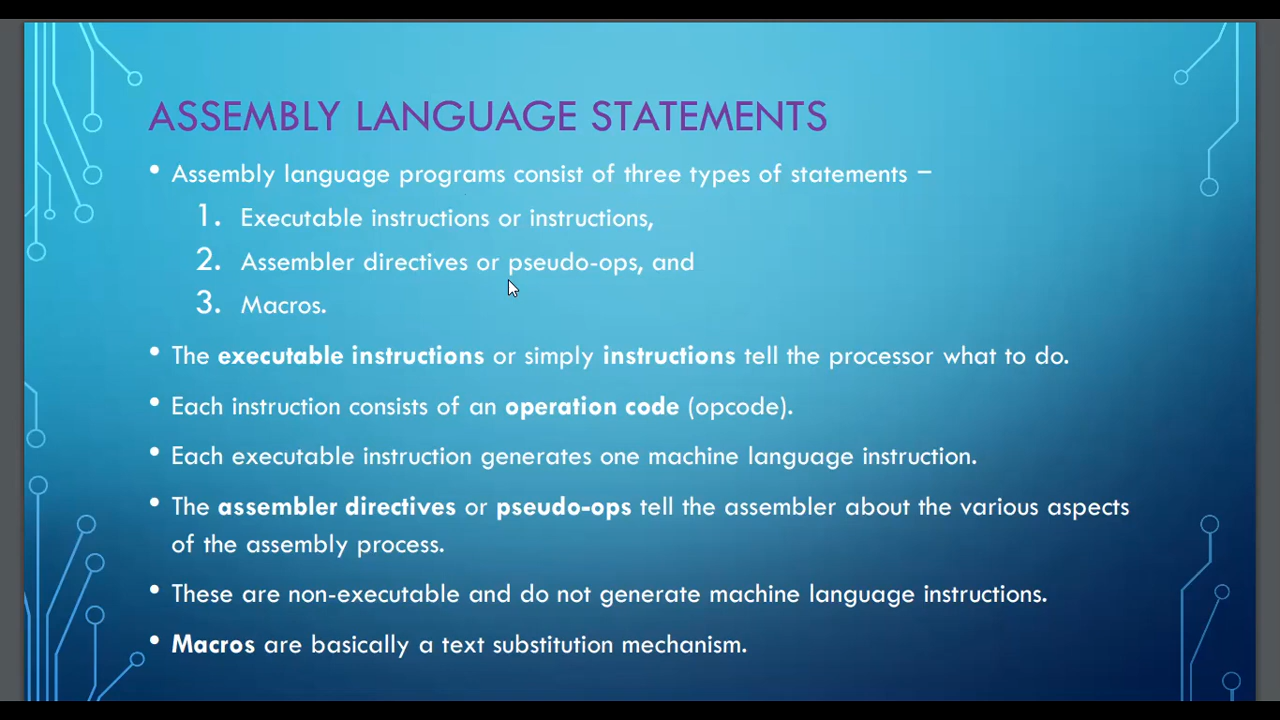 ASSEMBLY LANGUAGE STATEMENTS
• Assembly language programs consist of three types of statements –
1. Executable instructions or instructions,
2. Assembler directives or pseudo-ops, and
3. Macros.
• The executable instructions or simply instructions tell the processor what to do.
• Each instruction consists of an operation code (opcode).
• Each executable instruction generates one machine language instruction.
• The assembler directives or pseudo-ops tell the assembler about the various aspects
of the assembly process.
• These are non-executable and do not generate machine language instructions.
• Macros are basically a text substitution mechanism.